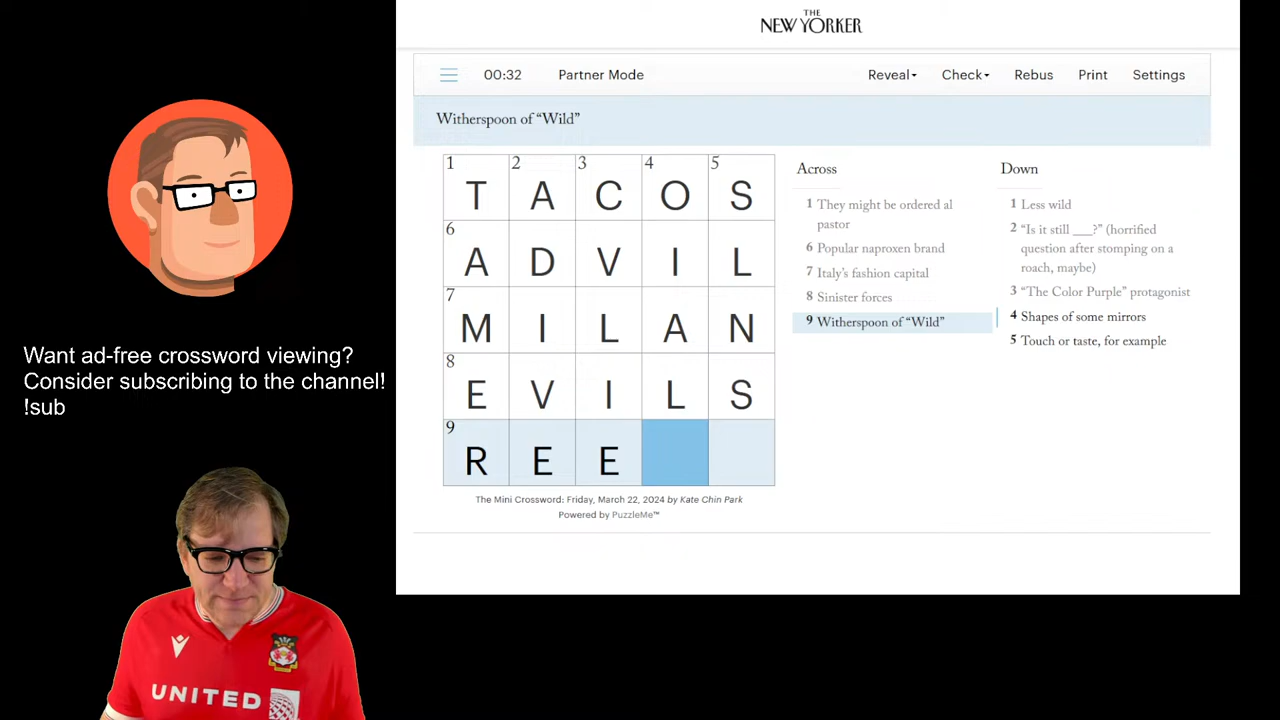 THE
NEW YORKER
00:32 Partner Mode Reveal Check Rebus Print Settings
Witherspoon of “Wild”
1 2 3 4 5
T A C O S
6
A D V I L
7
M I L A N
8
E V I L S
9
R E E
The Mini Crossword: Friday, March 22, 2024 by Kate Chin Park
Powered by PuzzleMe™
Across
1 They might be ordered al
pastor
6 Popular naproxen brand
7 Italy’s fashion capital
8 Sinister forces
9 Witherspoon of “Wild”
Down
1 Less wild
2 “Is it still ___?” (horrified
question after stomping on a
roach, maybe)
3 “The Color Purple” protagonist
4 Shapes of some mirrors
5 Touch or taste, for example
Want ad-free crossword viewing?
Consider subscribing to the channel!
!sub
UNITED